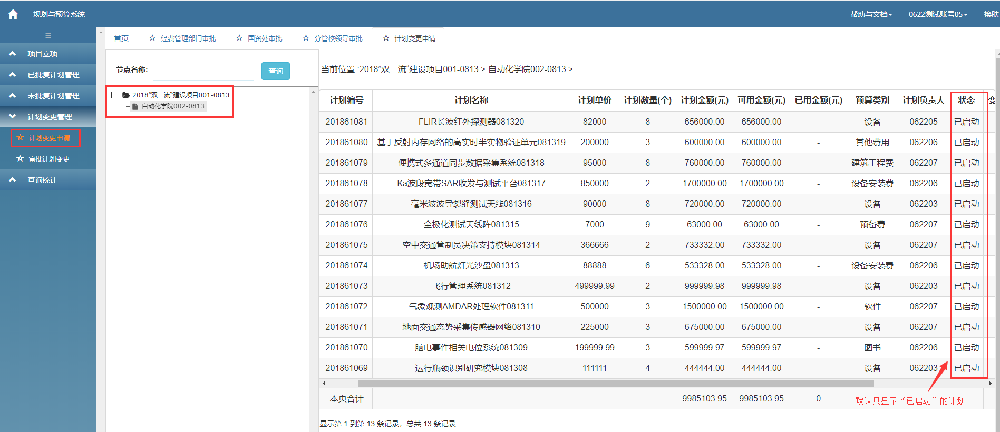 规划与预算系统
帮助与文档 0622测试账号05 换肤
项目立项
已批复计划管理
未批复计划管理
计划变更管理
计划变更申请
审批计划变更
查询统计
首页 经费管理部门审批 国资处审批 分管校领导审批 计划变更申请
节点名称: 查询
2018”双一流“建设项目001-0813
自动化学院002-0813
当前位置 :2018”双一流“建设项目001-0813 > 自动化学院002-0813 >
计划编号 计划名称 计划单价 计划数量(个) 计划金额(元) 可用金额(元) 已用金额(元) 预算类别 计划负责人 状态 变
201861081 FLIR长波红外探测器081320 82000 8 656000.00 656000.00 - 设备 062205 已启动
201861080 基于反射内存网络的高实时半实物验证单元081319 200000 3 600000.00 600000.00 - 其他费用 062206 已启动
201861079 便携式多通道同步数据采集系统081318 95000 8 760000.00 760000.00 - 建筑工程费 062207 已启动
201861078 Ka波段宽带SAR收发与测试平台081317 850000 2 1700000.00 1700000.00 - 设备安装费 062206 已启动
201861077 毫米波波导裂缝测试天线081316 90000 8 720000.00 720000.00 - 设备 062203 已启动
201861076 全极化测试天线阵081315 7000 9 63000.00 63000.00 - 预备费 062207 已启动
201861075 空中交通管制员决策支持模块081314 366666 2 733332.00 733332.00 - 设备 062207 已启动
201861074 机场助航灯光沙盘081313 88888 6 533328.00 533328.00 - 设备安装费 062206 已启动
201861073 飞行管理系统081312 499999.99 2 999999.98 999999.98 - 设备 062203 已启动
201861072 气象观测AMDAR处理软件081311 500000 3 1500000.00 1500000.00 - 软件 062207 已启动
201861071 地面交通态势采集传感器网络081310 225000 3 675000.00 675000.00 - 设备 062207 已启动
201861070 脑电事件相关电位系统081309 199999.99 3 599999.97 599999.97 - 图书 062206 已启动
201861069 运行瓶颈识别研究模块081308 111111 4 444444.00 444444.00 - 设备 062203 已启动
本页合计 9985103.95 9985103.95 0
默认只显示“已启动”的计划
显示第 1 到第 13 条记录，总共 13 条记录